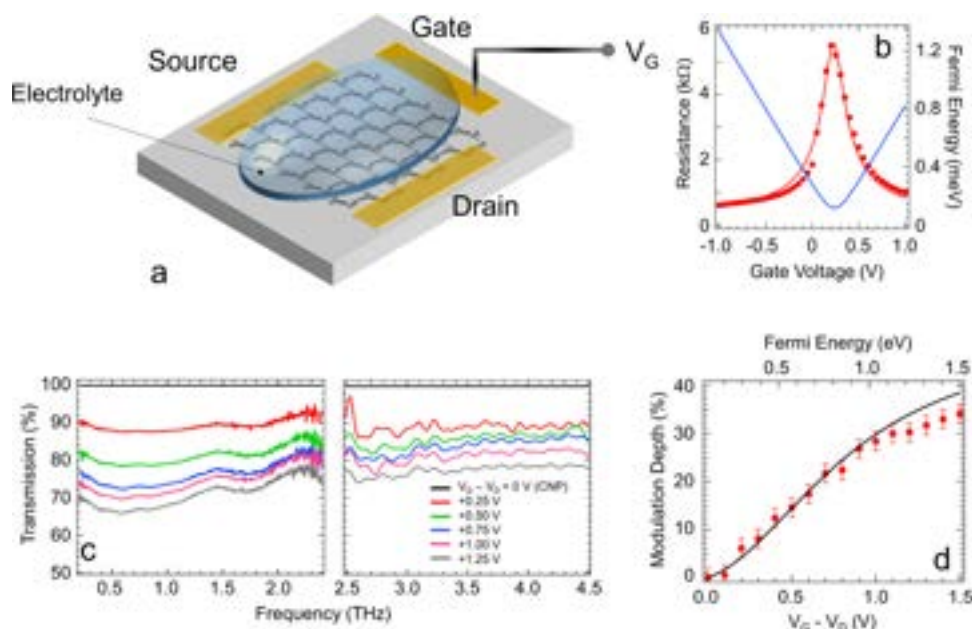 Gate
V_G
Source
Electrolyte
Drain
a
b
6
4
2
0
Resistance (kΩ)
1.2
0.8
0.4
0
Fermi Energy (meV)
-1.0
-0.5
0
0.5
1.0
Gate Voltage (V)
100
90
80
70
60
50
Transmission (%)
c
0.5
1.0
1.5
2.0
2.5
3.0
3.5
4.0
4.5
Frequency (THz)
V_G − V_D = 0 V (CNP)
+0.25 V
+0.50 V
+0.75 V
+1.00 V
+1.25 V
Fermi Energy (eV)
0.5
1.0
1.5
40
30
20
10
0
Modulation Depth (%)
d
0.0
0.5
1.0
1.5
V_G - V_D (V)